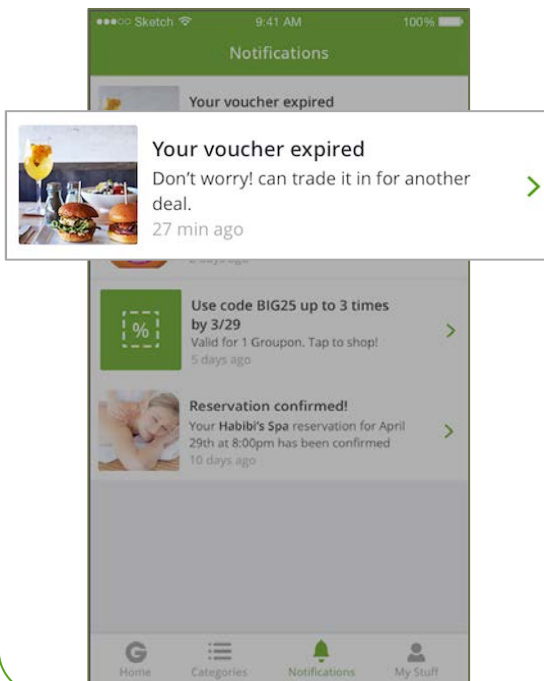 Sketch 9:41 AM 100%
Notifications
Your voucher expired
Your voucher expired
Don't worry! can trade it in for another
deal.
27 min ago
2 days ago
%
Use code BIG25 up to 3 times
by 3/29
Valid for 1 Groupon. Tap to shop!
5 days ago
Reservation confirmed!
Your Habibi's Spa reservation for April
29th at 8:00pm has been confirmed
10 days ago
G
Home Categories Notifications My Stuff